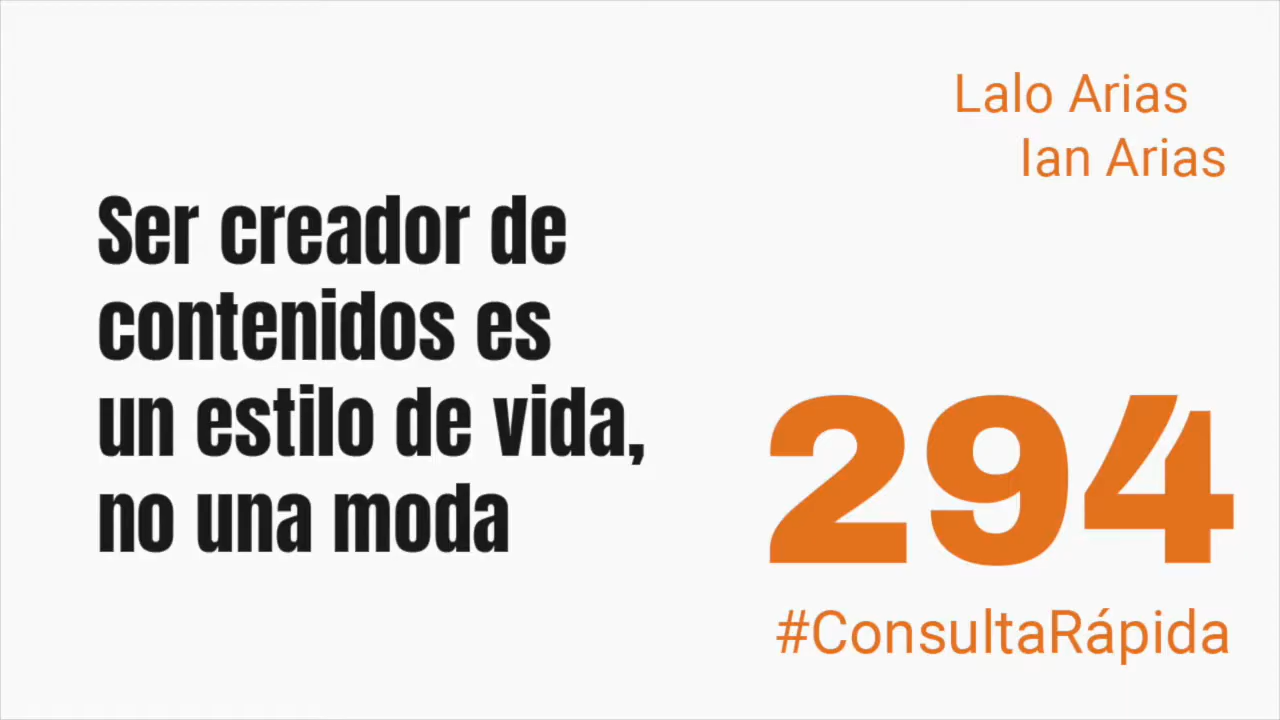 Lalo Arias
Ian Arias
Ser creador de
contenidos es
un estilo de vida,
no una moda
294
#ConsultaRápida